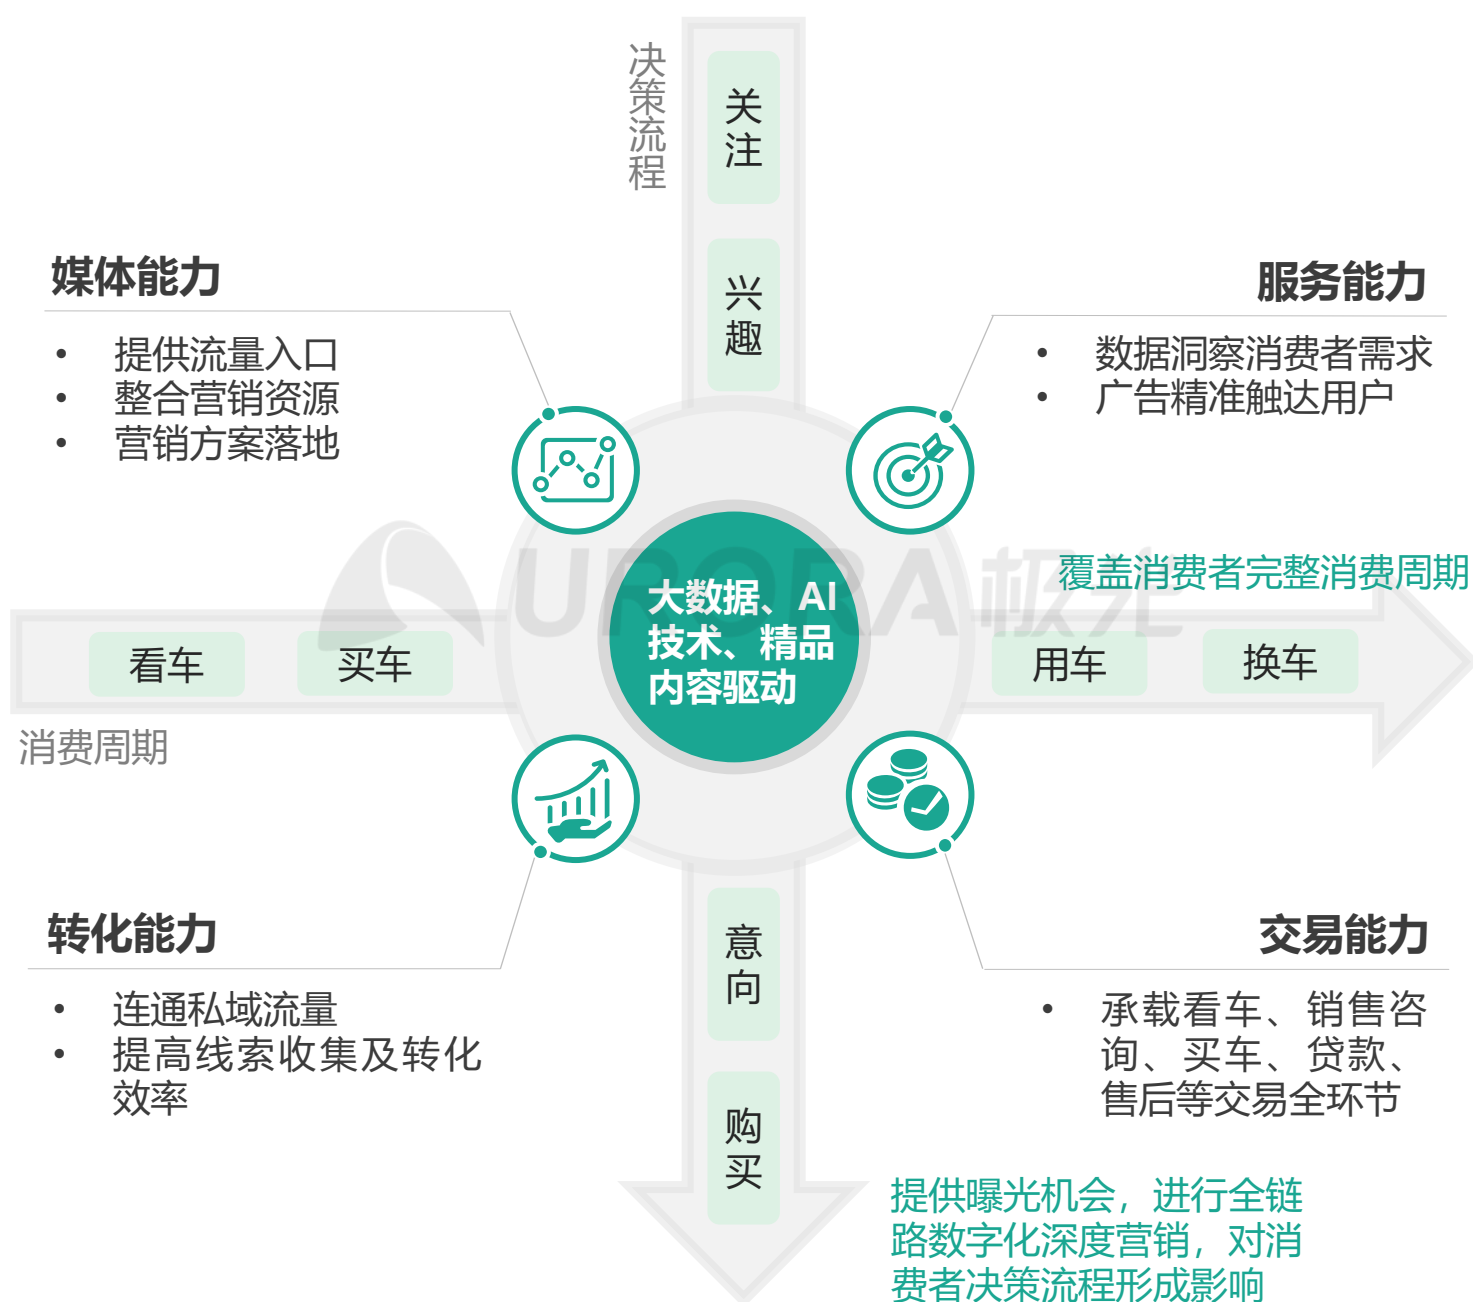 决策流程
关注
兴趣
媒体能力
• 提供流量入口
• 整合营销资源
• 营销方案落地
服务能力
• 数据洞察消费者需求
• 广告精准触达用户
URORA极光
覆盖消费者完整消费周期
大数据、AI
技术、精品
内容驱动
看车
买车
用车
换车
消费周期
转化能力
• 连通私域流量
• 提高线索收集及转化
效率
意向
购买
交易能力
• 承载看车、销售咨
询、买车、贷款、
售后等交易全环节
提供曝光机会，进行全链
路数字化深度营销，对消
费者决策流程形成影响